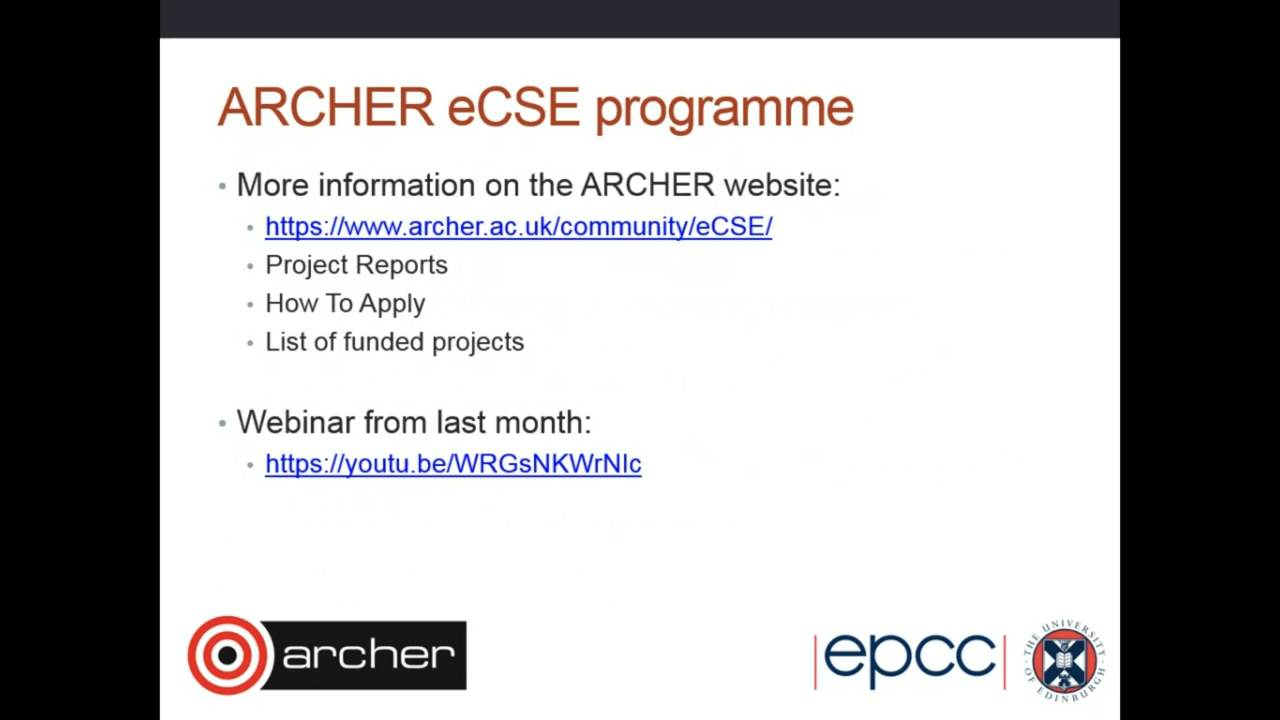 ARCHER eCSE programme
• More information on the ARCHER website:
• https://www.archer.ac.uk/community/eCSE/
• Project Reports
• How To Apply
• List of funded projects
• Webinar from last month:
• https://youtu.be/WRGsNKWrNIc
archer
|epcc|
THE UNIVERSITY OF EDINBURGH